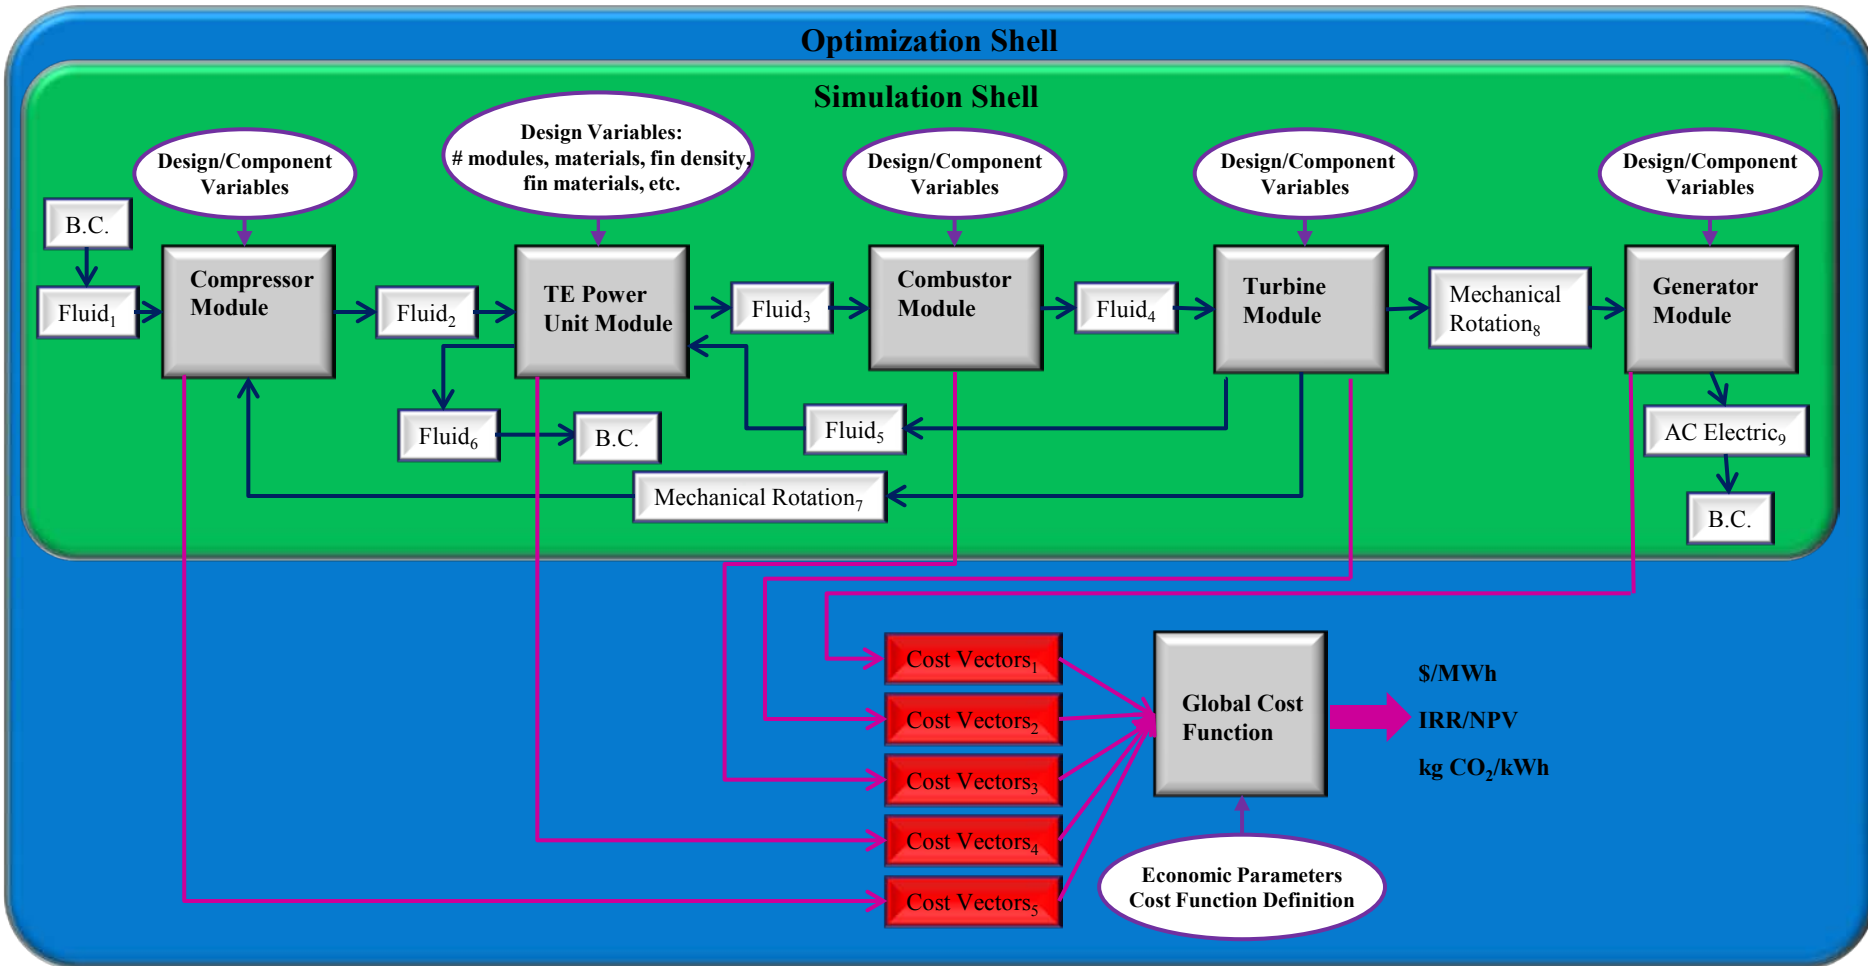 Optimization Shell
Simulation Shell
Design/Component
Variables
Design Variables:
# modules, materials, fin density,
fin materials, etc.
Design/Component
Variables
Design/Component
Variables
Design/Component
Variables
B.C.
Fluid₁
Compressor
Module
Fluid₂
TE Power
Unit Module
Fluid₃
Combustor
Module
Fluid₄
Turbine
Module
Mechanical
Rotation₈
Generator
Module
Fluid₆
B.C.
Fluid₅
AC Electric₉
Mechanical Rotation₇
B.C.
Cost Vectors₁
Cost Vectors₂
Cost Vectors₃
Cost Vectors₄
Cost Vectors₅
Global Cost
Function
$/MWh
IRR/NPV
kg CO₂/kWh
Economic Parameters
Cost Function Definition